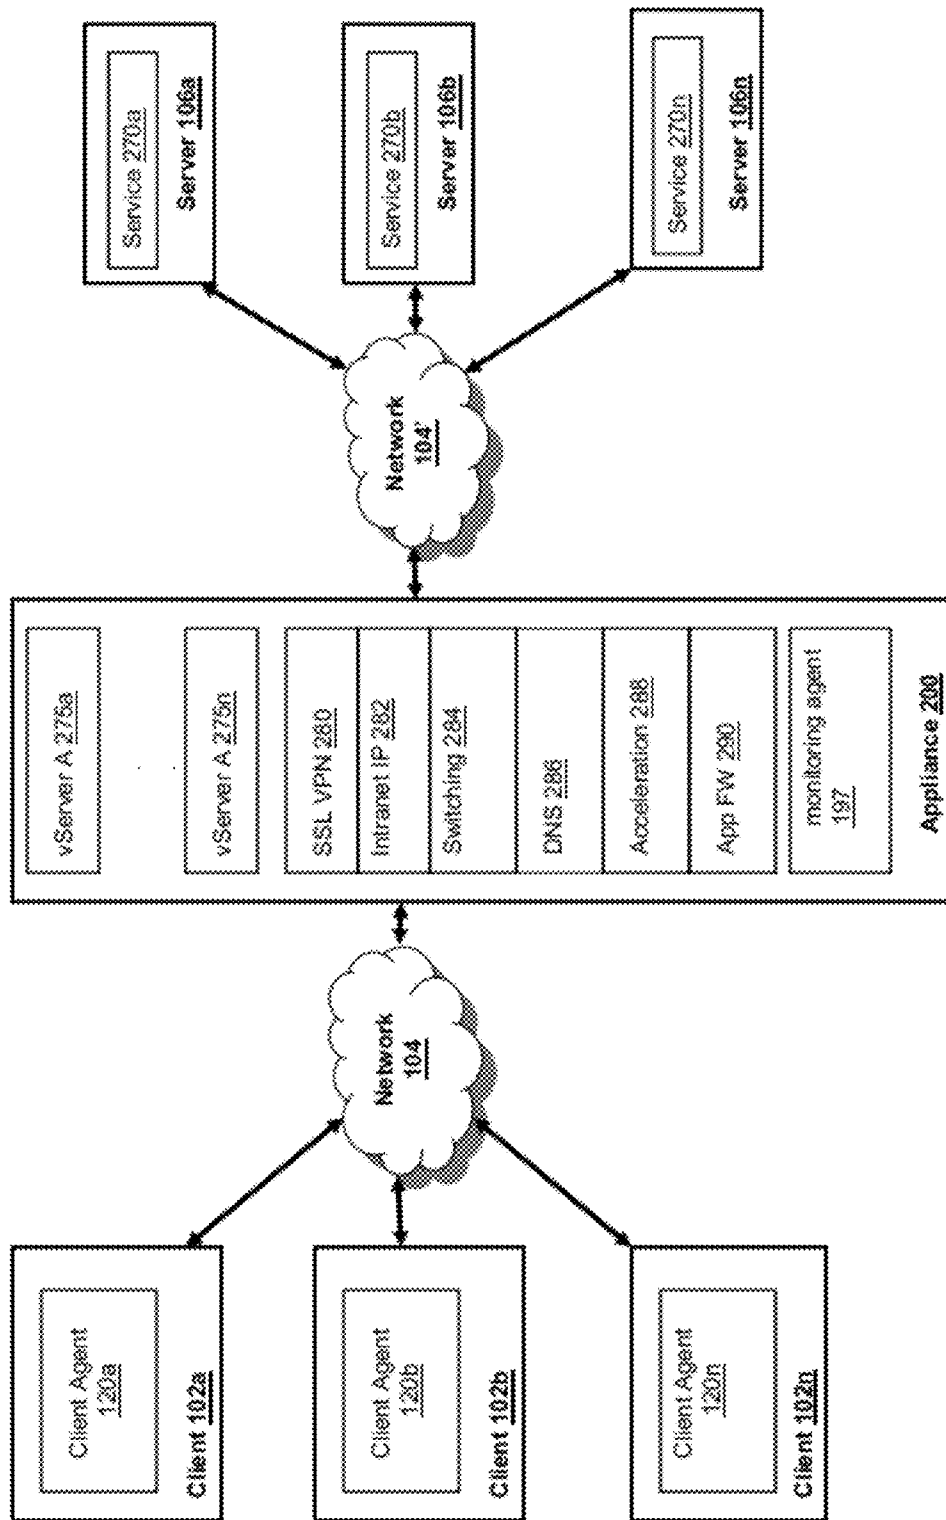 Client Agent
120a
Client 102a
Client Agent
120b
Client 102b
Client Agent
120n
Client 102n
Network
104
vServer A 275a
vServer A 275n
SSL VPN 280
Intranet IP 282
Switching 284
DNS 286
Acceleration 288
App FW 290
monitoring agent
197
Appliance 200
Network
104'
Service 270a
Server 106a
Service 270b
Server 106b
Service 270n
Server 106n